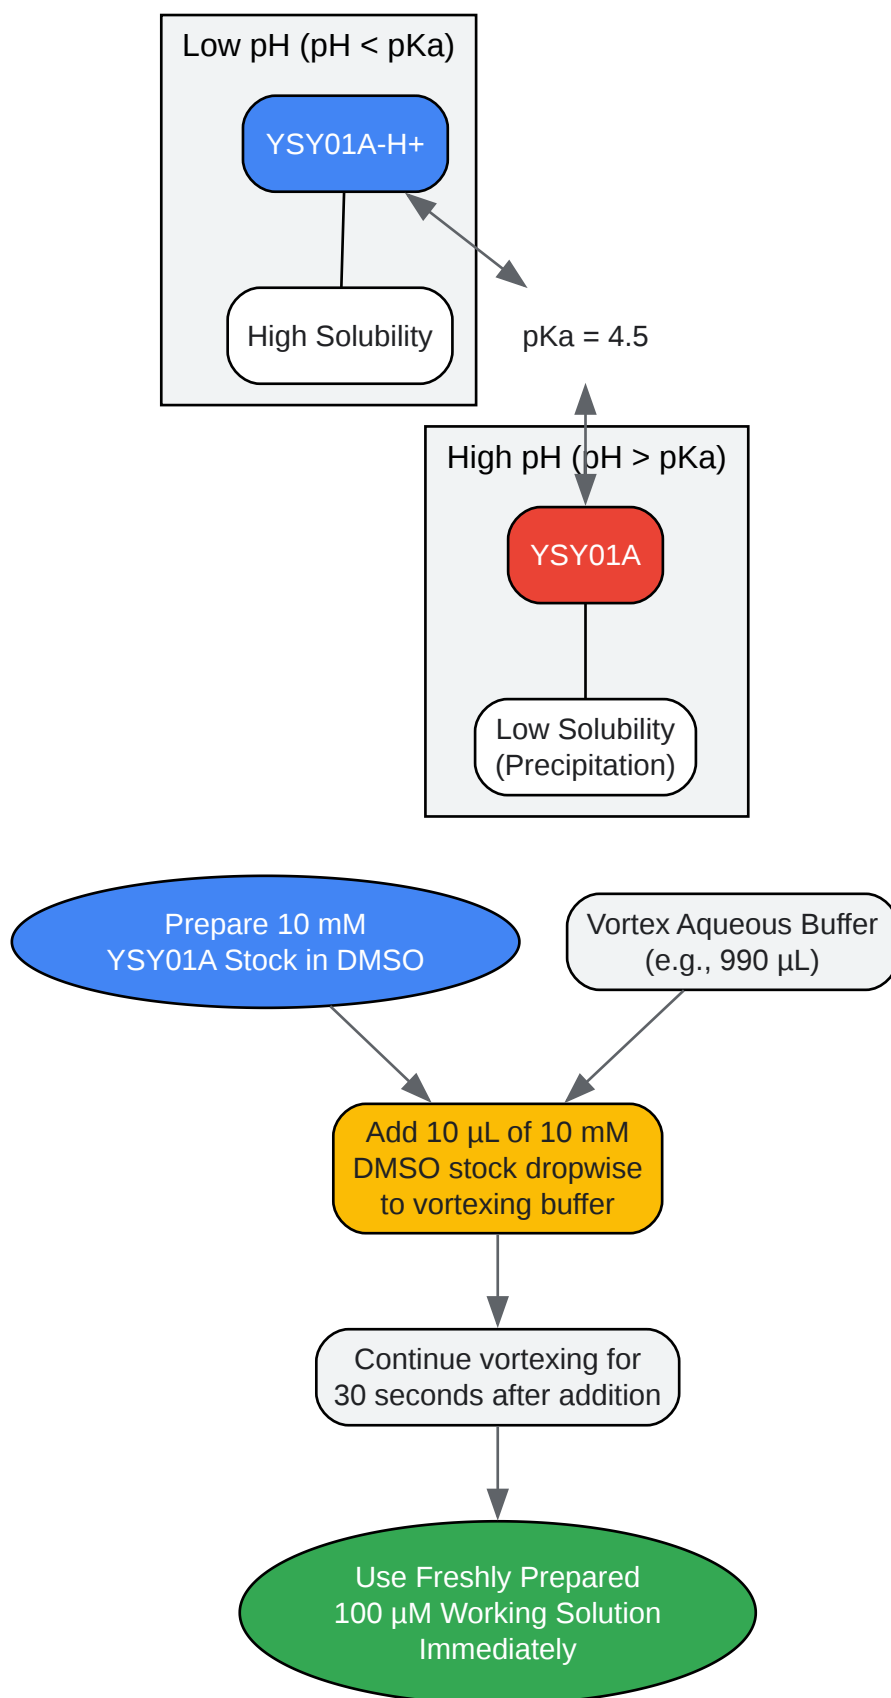 Low pH (pH < pKa)
YSY01A-H+
High Solubility
pKa = 4.5
High pH (pH > pKa)
YSY01A
Low Solubility
(Precipitation)
Prepare 10 mM
YSY01A Stock in DMSO
Vortex Aqueous Buffer
(e.g., 990 µL)
Add 10 µL of 10 mM
DMSO stock dropwise
to vortexing buffer
Continue vortexing for
30 seconds after addition
Use Freshly Prepared
100 µM Working Solution
Immediately